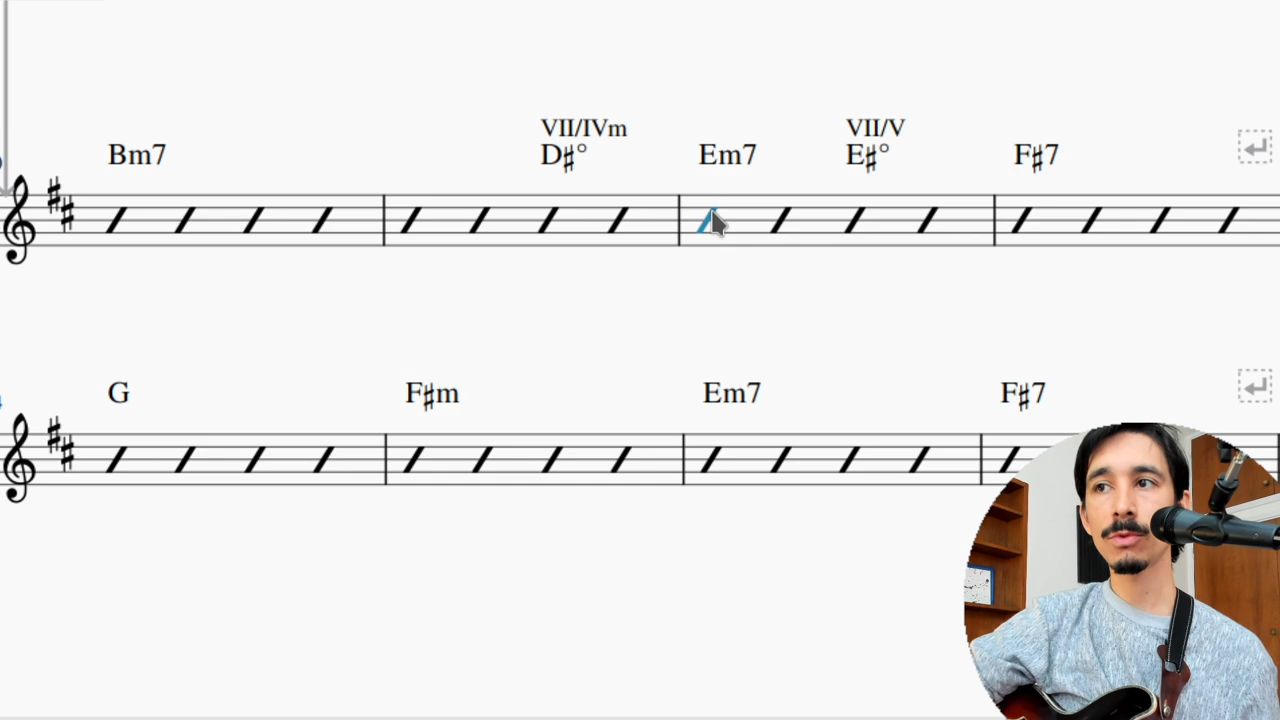 VII/IVm VII/V
Bm7 D♯° Em7 E♯° F♯7
G F♯m Em7 F♯7